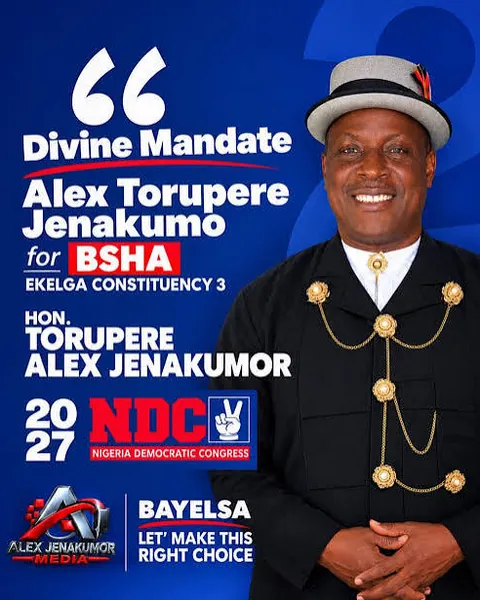 “
Divine Mandate
Alex Torupere
Jenakumo
for BSHA
EKELGA CONSTITUENCY 3
HON.
TORUPERE
ALEX JENAKUMOR
20
27
NDC
NIGERIA DEMOCRATIC CONGRESS
ALEX JENAKUMOR
MEDIA
BAYELSA
LET' MAKE THIS
RIGHT CHOICE